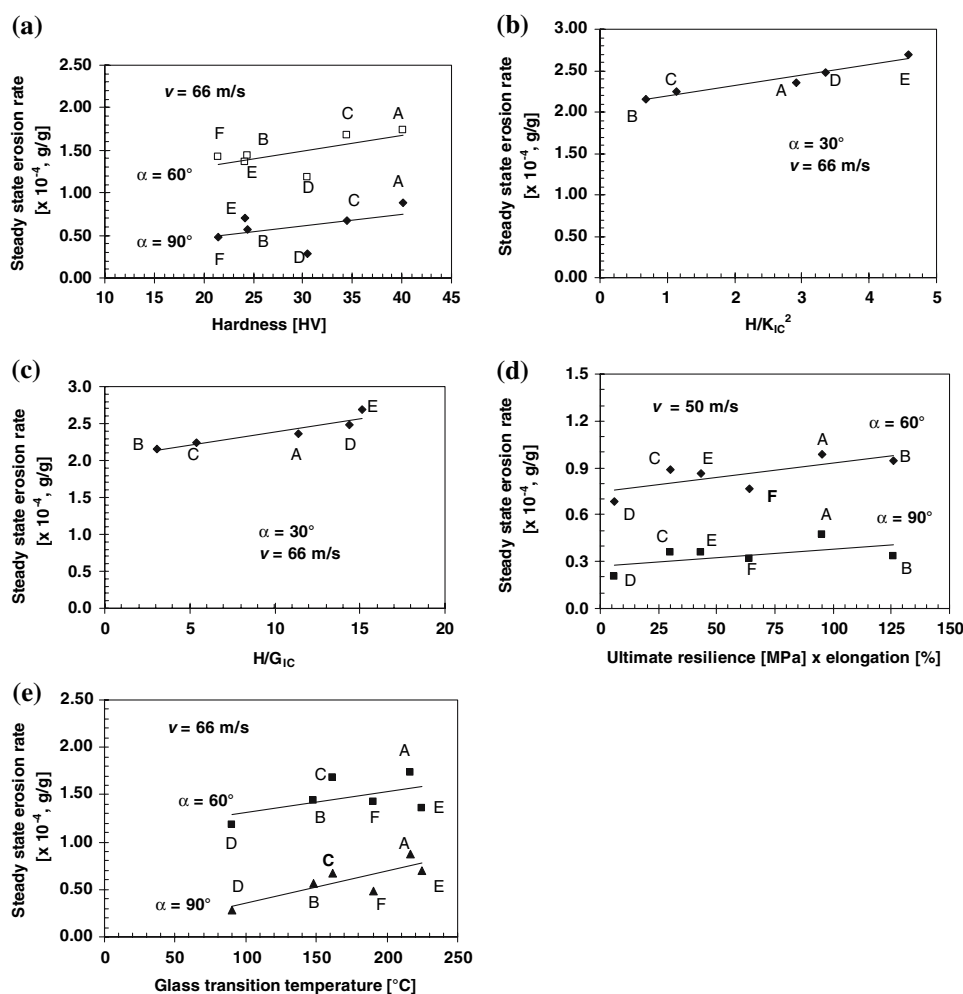 (a)
Steady state erosion rate
[x 10⁻⁴, g/g]
2.50
2.00
1.50
1.00
0.50
0.00
v = 66 m/s
F
B
E
C
A
D
α = 60°
E
B
F
D
C
A
α = 90°
10 15 20 25 30 35 40 45
Hardness [HV]
(b)
Steady state erosion rate
[x 10⁻⁴, g/g]
3.00
2.50
2.00
1.50
1.00
0.50
0.00
B
C
A
D
E
α = 30°
v = 66 m/s
0 1 2 3 4 5
H/K_IC²
(c)
Steady state erosion rate
[x 10⁻⁴, g/g]
3.0
2.5
2.0
1.5
1.0
0.5
0.0
B
C
A
D
E
α = 30°
v = 66 m/s
0 5 10 15 20
H/G_IC
(d)
Steady state erosion rate
[x 10⁻⁴, g/g]
1.5
1.2
0.9
0.6
0.3
0.0
v = 50 m/s
α = 60°
D
C
E
F
A
B
α = 90°
D
C
E
F
A
B
0 25 50 75 100 125 150
Ultimate resilience [MPa] x elongation [%]
(e)
Steady state erosion rate
[x 10⁻⁴, g/g]
2.50
2.00
1.50
1.00
0.50
0.00
v = 66 m/s
α = 60°
D
B
C
F
A
E
α = 90°
D
B
C
F
A
E
0 50 100 150 200 250
Glass transition temperature [°C]